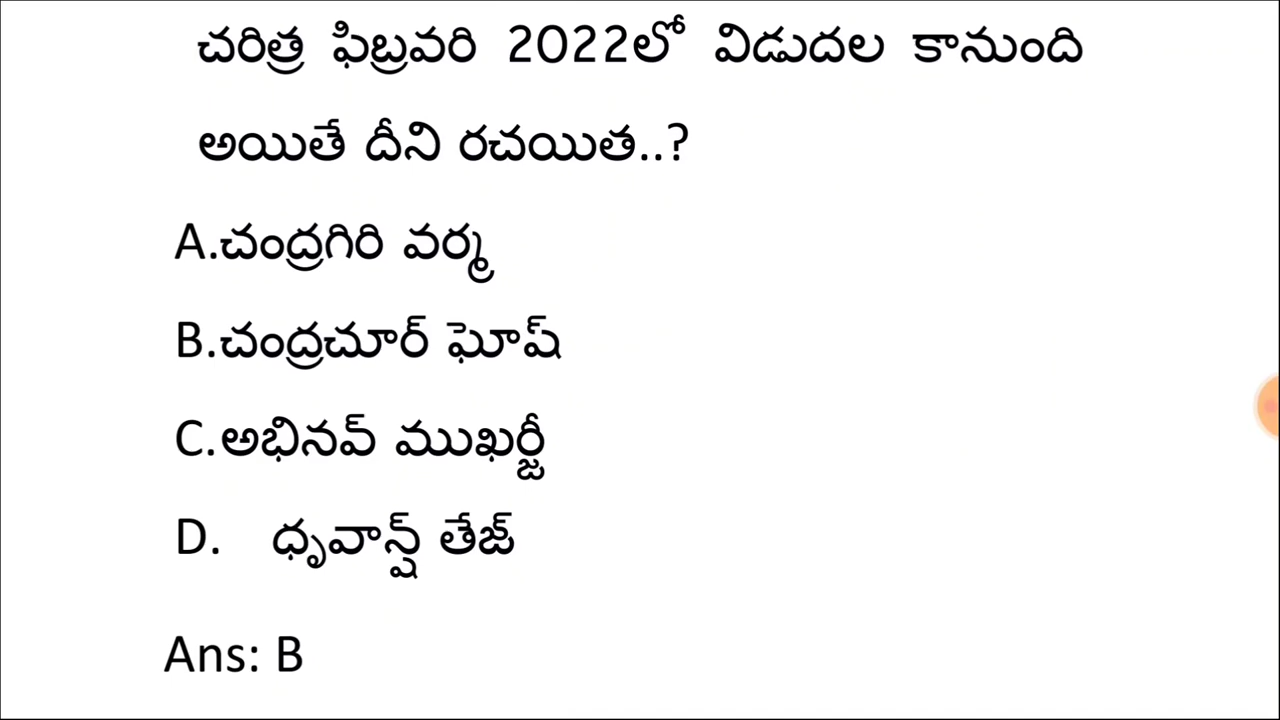 చరిత్ర ఫిబ్రవరి 2022లో విడుదల కానుంది
అయితే దీని రచయిత..?
A.చంద్రగిరి వర్మ
B.చంద్రచూర్ ఘోష్
C.అభినవ్ ముఖర్జీ
D. ధృవాన్ష్ తేజ్
Ans: B